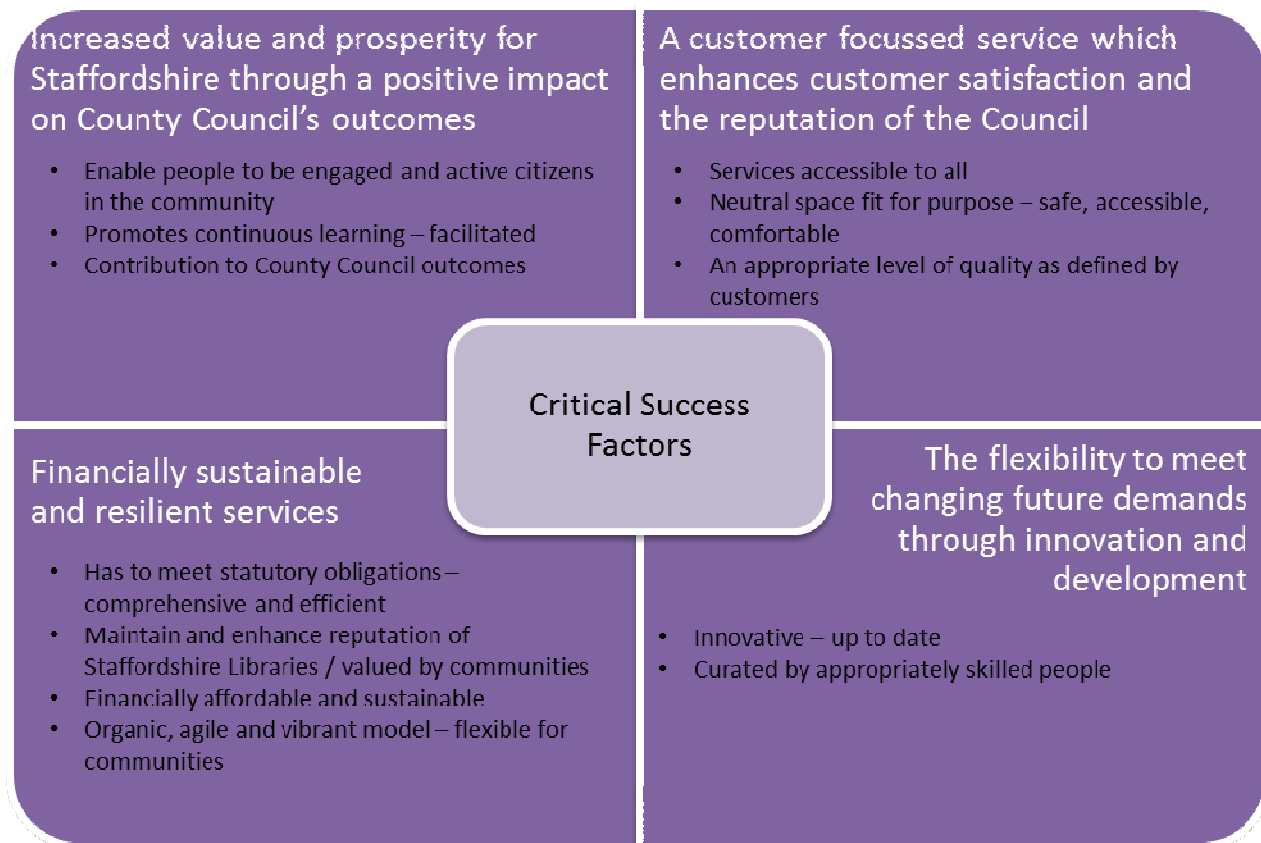 Increased value and prosperity for
Staffordshire through a positive impact
on County Council's outcomes
• Enable people to be engaged and active citizens
in the community
• Promotes continuous learning – facilitated
• Contribution to County Council outcomes
A customer focussed service which
enhances customer satisfaction and
the reputation of the Council
• Services accessible to all
• Neutral space fit for purpose – safe, accessible,
comfortable
• An appropriate level of quality as defined by
customers
Critical Success
Factors
Financially sustainable
and resilient services
• Has to meet statutory obligations –
comprehensive and efficient
• Maintain and enhance reputation of
Staffordshire Libraries / valued by communities
• Financially affordable and sustainable
• Organic, agile and vibrant model – flexible for
communities
The flexibility to meet
changing future demands
through innovation and
development
• Innovative – up to date
• Curated by appropriately skilled people